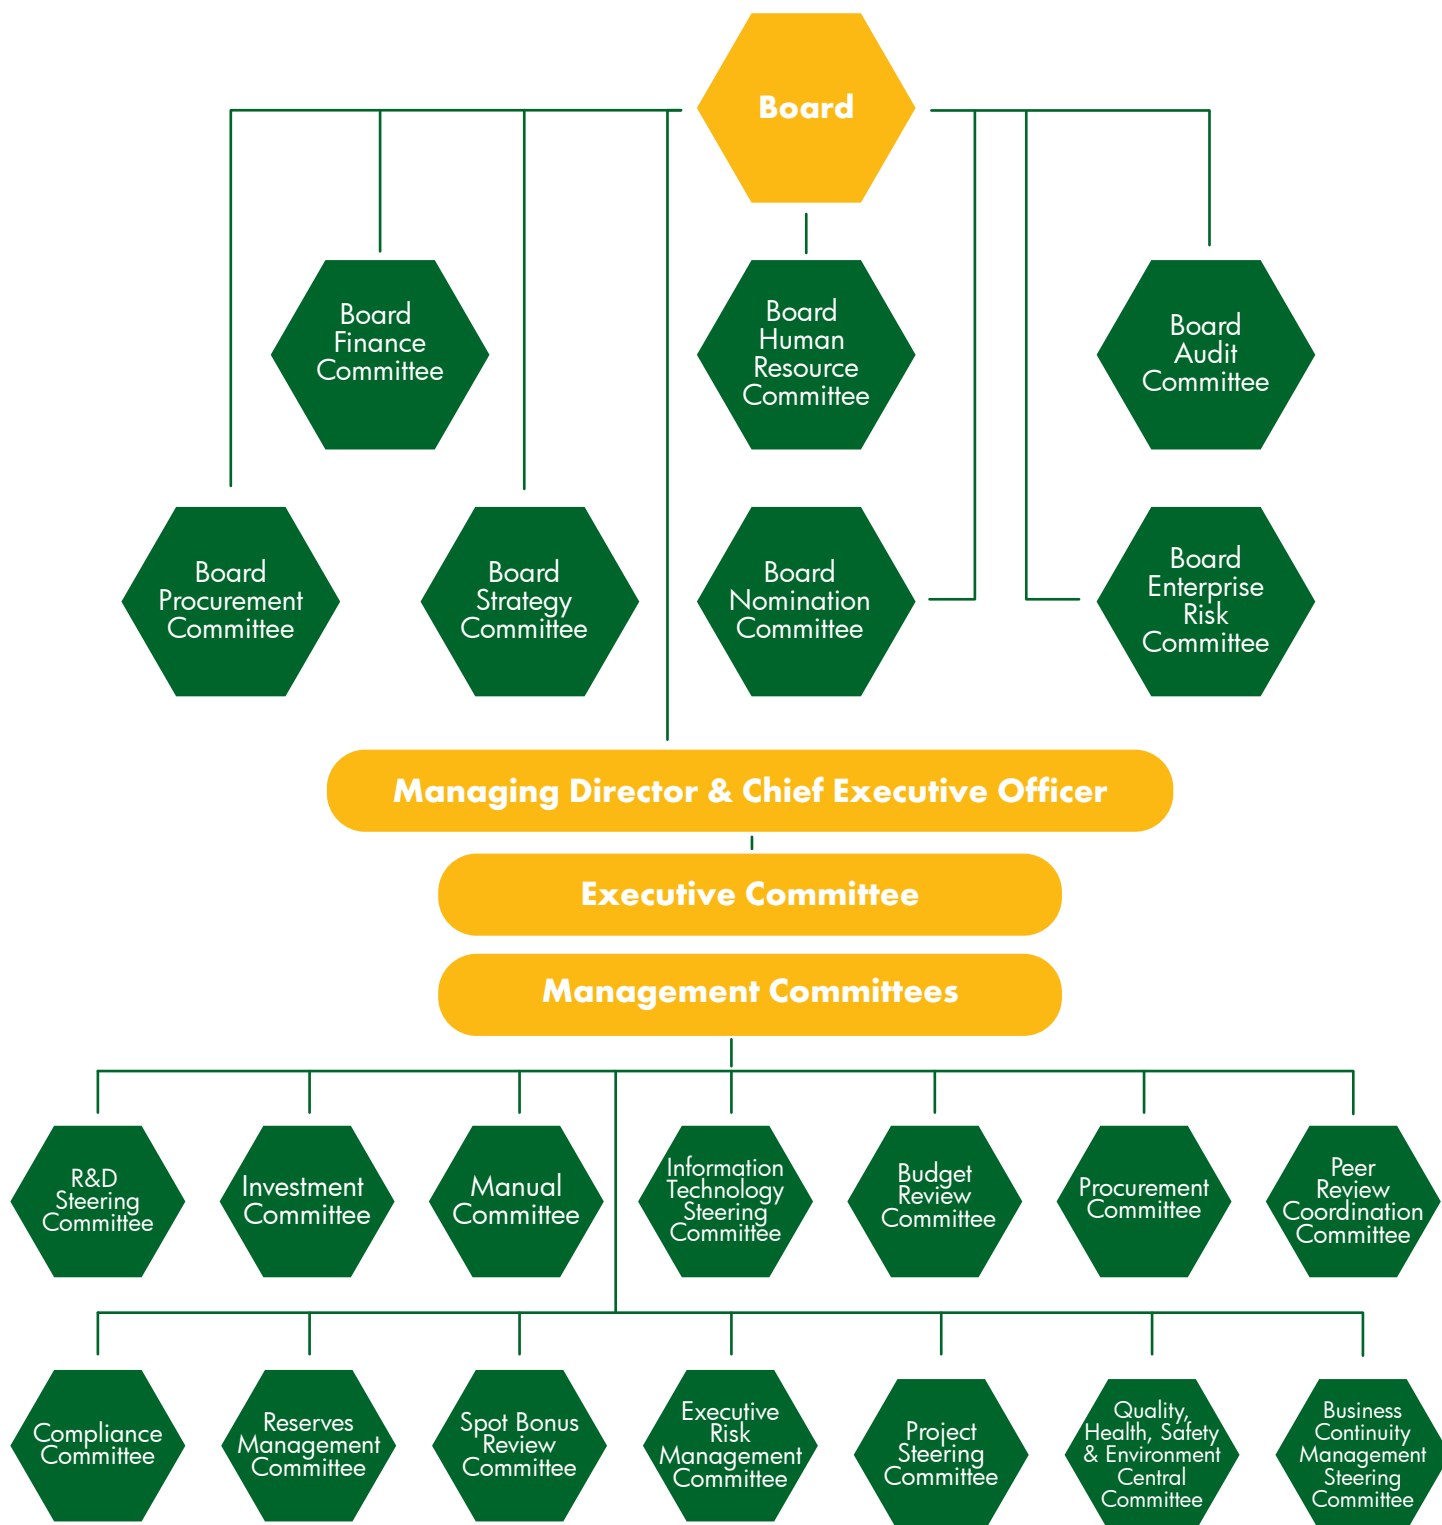 Board
Board
Finance
Committee
Board
Human
Resource
Committee
Board
Audit
Committee
Board
Procurement
Committee
Board
Strategy
Committee
Board
Nomination
Committee
Board
Enterprise
Risk
Committee
Managing Director & Chief Executive Officer
Executive Committee
Management Committees
R&D
Steering
Committee
Investment
Committee
Manual
Committee
Information
Technology
Steering
Committee
Budget
Review
Committee
Procurement
Committee
Peer
Review
Coordination
Committee
Compliance
Committee
Reserves
Management
Committee
Spot Bonus
Review
Committee
Executive
Risk
Management
Committee
Project
Steering
Committee
Quality,
Health, Safety
& Environment
Central
Committee
Business
Continuity
Management
Steering
Committee